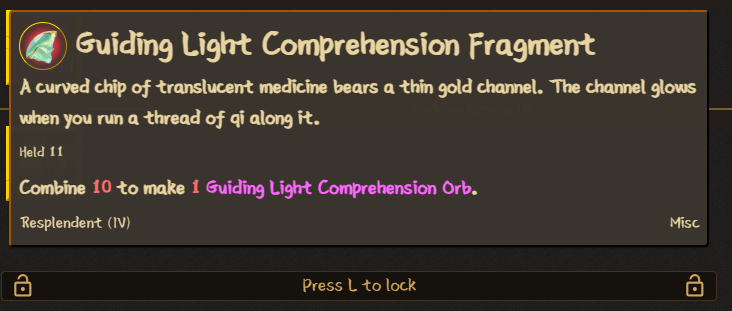 Guiding Light Comprehension Fragment
A curved chip of translucent medicine bears a thin gold channel. The channel glows
when you run a thread of qi along it.
Held 11
Combine 10 to make 1 Guiding Light Comprehension Orb.
Resplendent (IV) Misc
Press L to lock